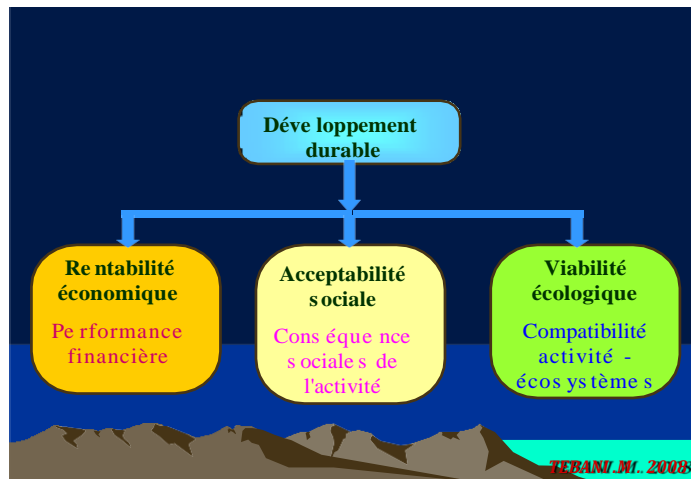 Développement
durable
Rentabilité
économique
Performance
financière
Acceptabilité
sociale
Conséquence
sociales de
l'activité
Viabilité
écologique
Compatibilité
activité -
écosystèmes
TEBANI .M. . 2008